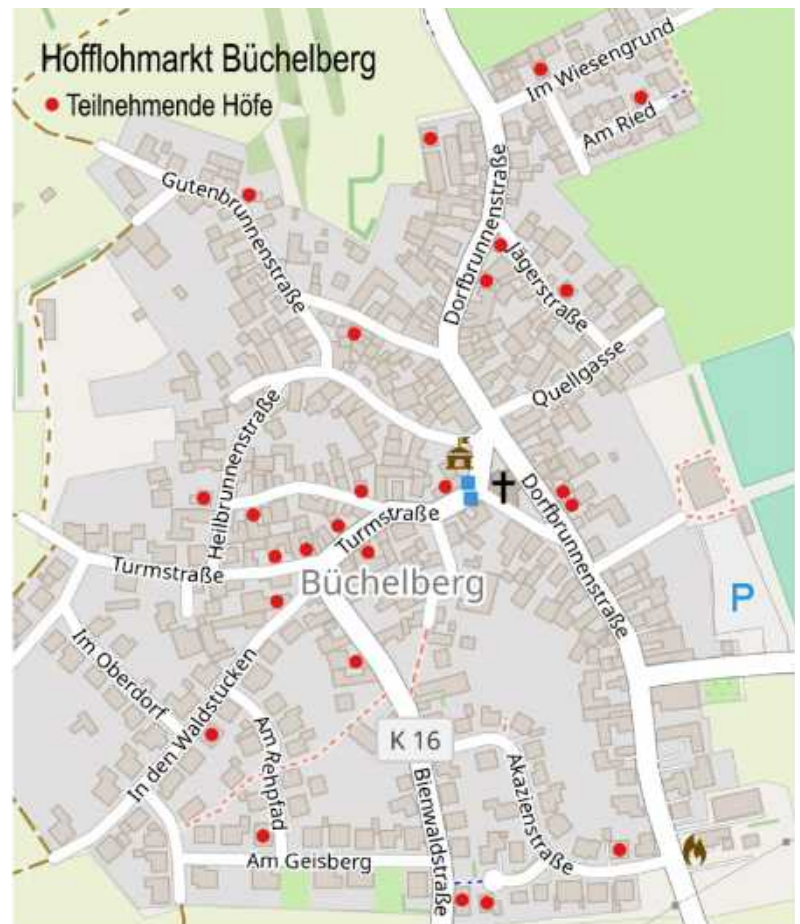 Hofflohmarkt Büchelberg
Teilnehmende Höfe
Im Wiesengrund
Am Ried
Gutenbrunnenstraße
Dorfbrunnenstraße
Jägerstraße
Quellgasse
Heilbrunnenstraße
Turmstraße
Dorfbrunnenstraße
Turmstraße
Büchelberg
P
Im Oberdorf
In den Waldstücken
Am Rehpfad
K 16
Bienwaldstraße
Akazienstraße
Am Geisberg